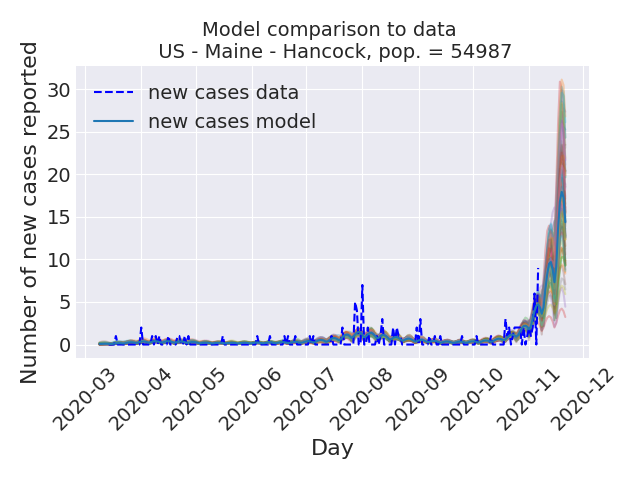 Model comparison to data
US - Maine - Hancock, pop. = 54987
Number of new cases reported
30
25
20
15
10
5
0
new cases data
new cases model
2020-03
2020-04
2020-05
2020-06
2020-07
2020-08
2020-09
2020-10
2020-11
2020-12
Day